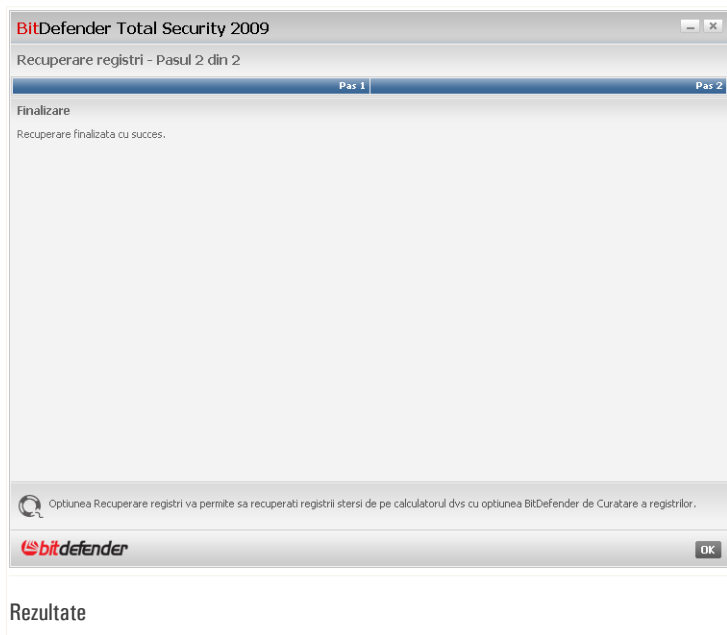 BitDefender Total Security 2009
Recuperare registri - Pasul 2 din 2
Pas 1
Pas 2
Finalizare
Recuperare finalizata cu succes.
Optiunea Recuperare registri va permite sa recuperati registrii stersi de pe calculatorul dvs cu optiunea BitDefender de Curatare a registrilor.
bitdefender
OK
Rezultate